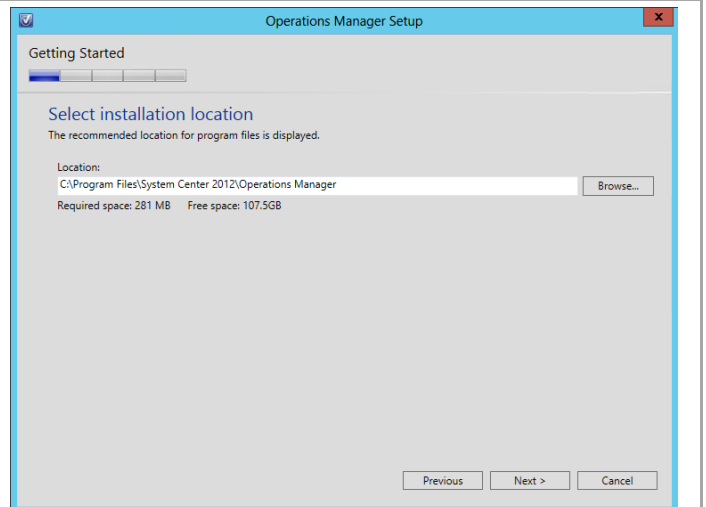 Operations Manager Setup
x
Getting Started
Select installation location
The recommended location for program files is displayed.
Location:
C:\Program Files\System Center 2012\Operations Manager
Browse...
Required space: 281 MB Free space: 107.5GB
Previous Next > Cancel